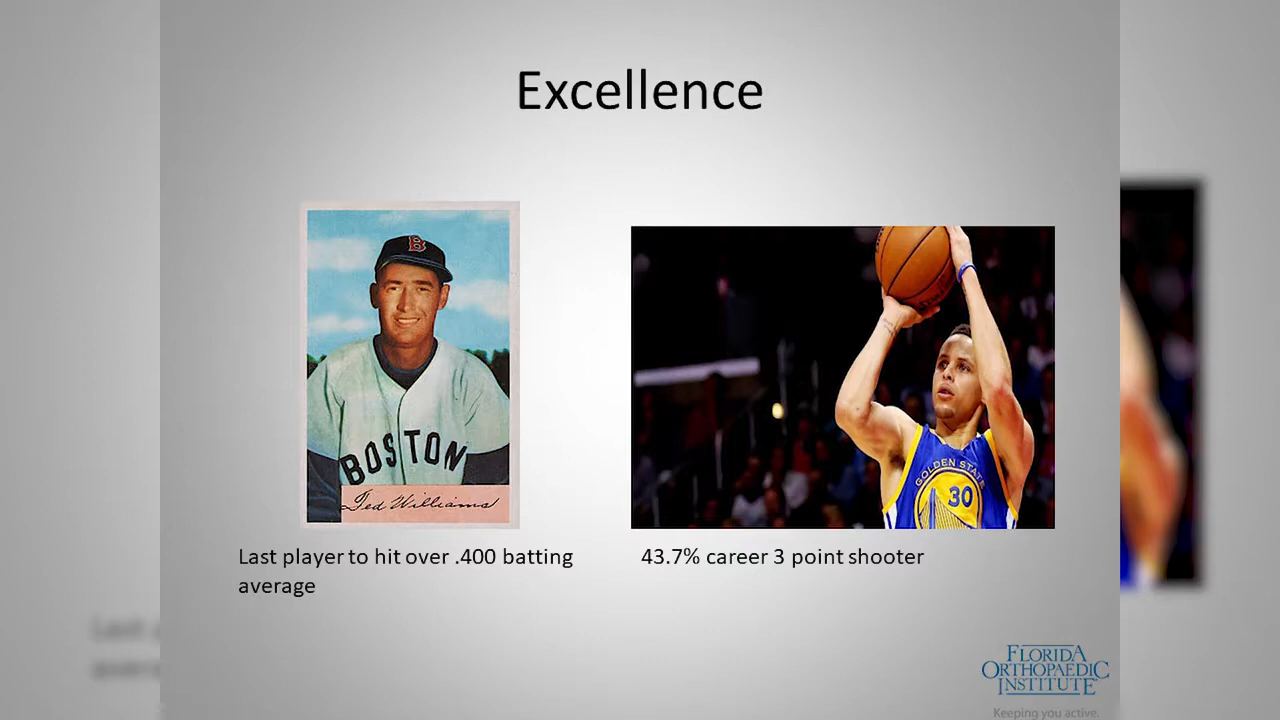 Excellence
B
BOSTON
Ted Williams
GOLDEN STATE
30
Last player to hit over .400 batting
average
43.7% career 3 point shooter
FLORIDA
ORTHOPAEDIC
INSTITUTE
Keeping you active.